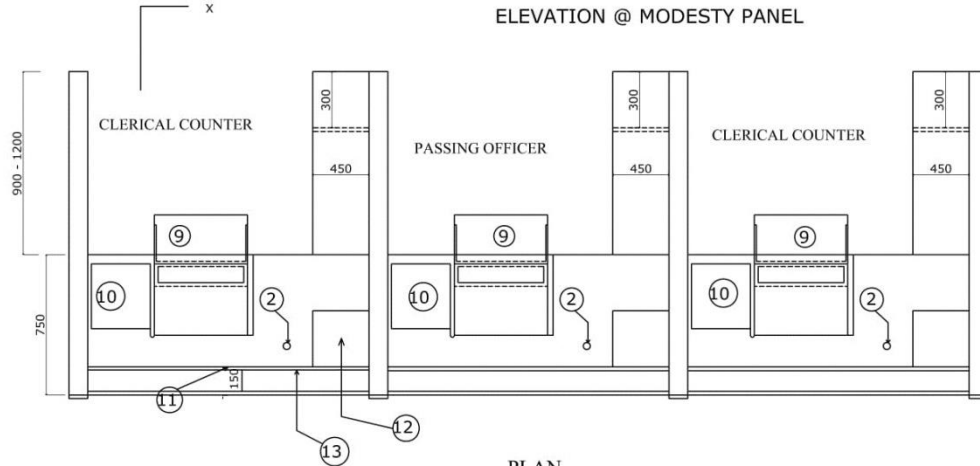 x
ELEVATION @ MODESTY PANEL
300
300
300
CLERICAL COUNTER
PASSING OFFICER
CLERICAL COUNTER
900 - 1200
450
450
450
9
9
9
10
2
10
2
10
2
750
150
11
12
13
PLAN